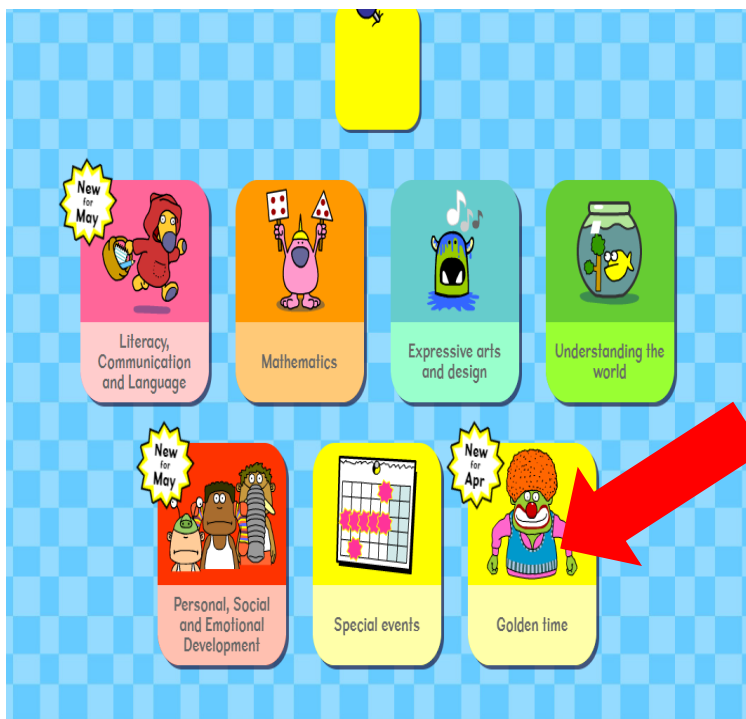 New
for
May
Literacy,
Communication
and Language
Mathematics
Expressive arts
and design
Understanding the
world
New
for
May
Personal, Social
and Emotional
Development
Special events
New
for
Apr
Golden time